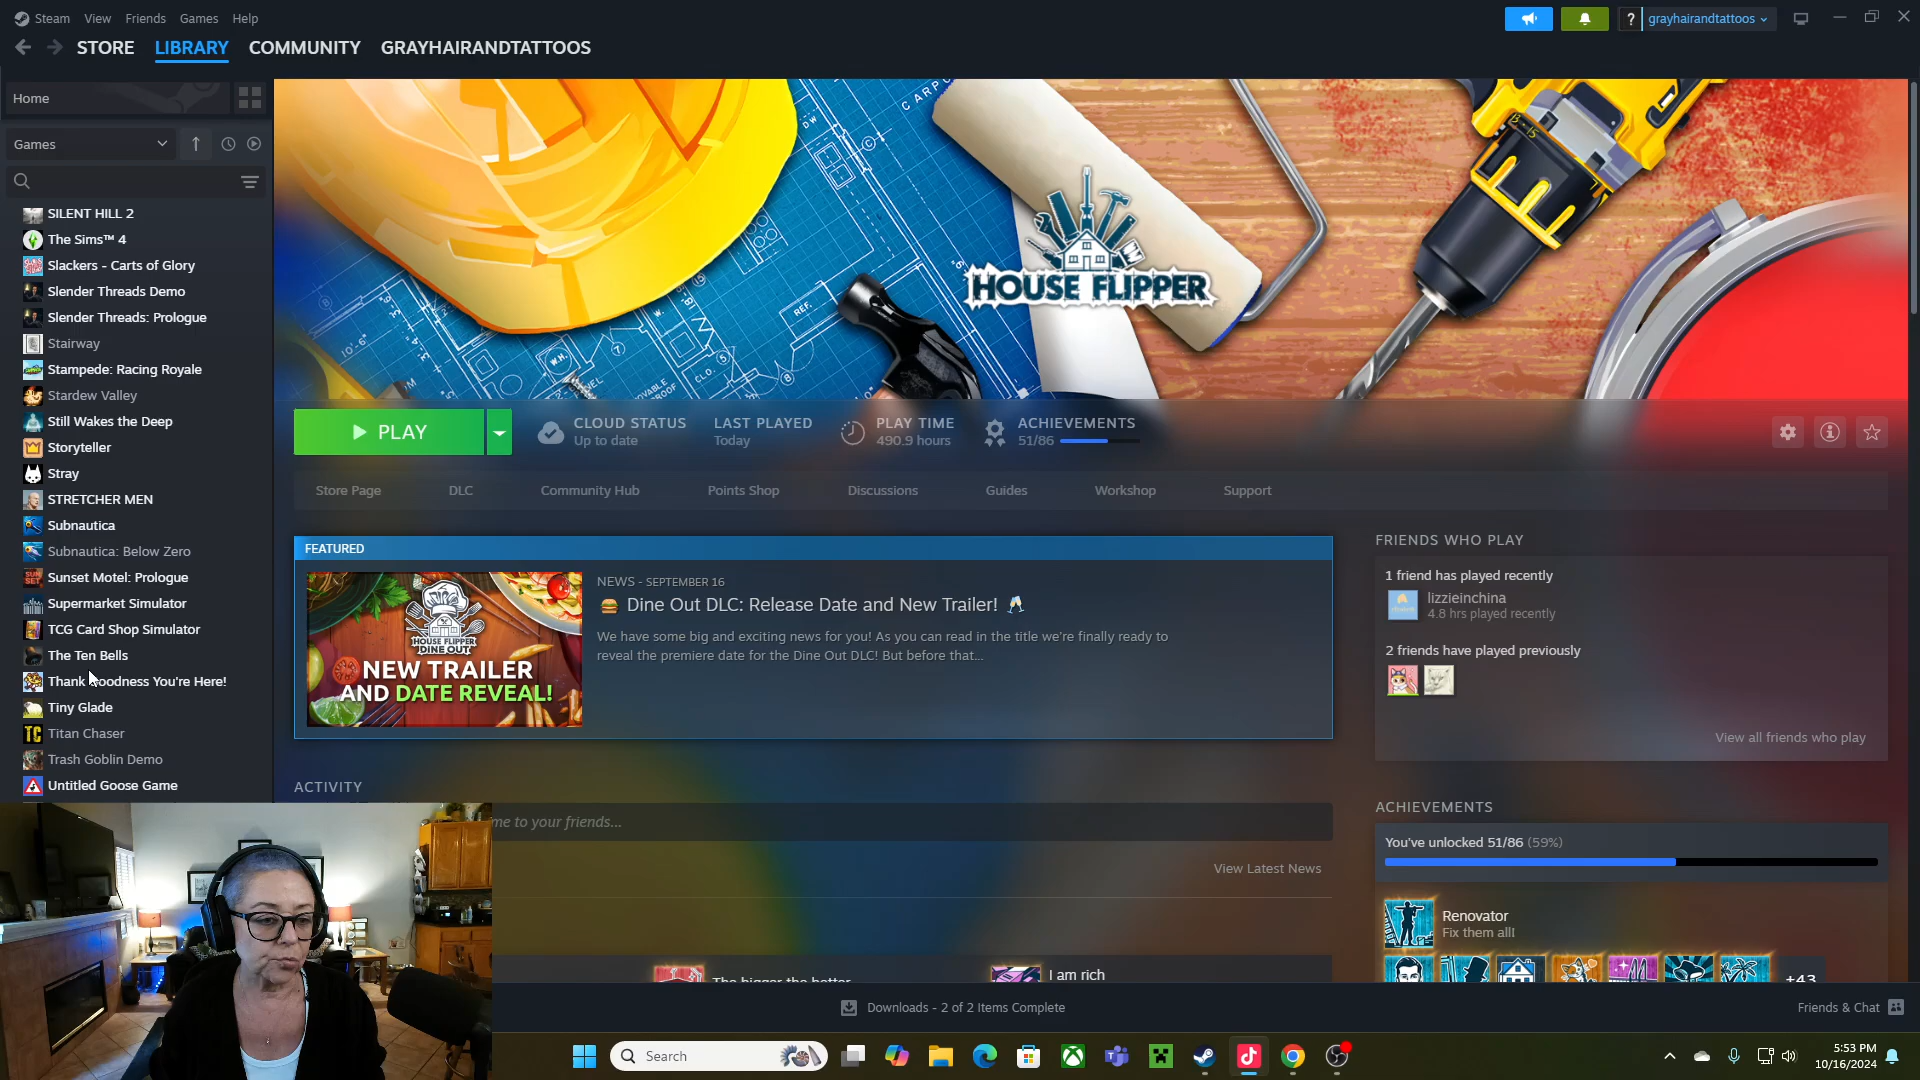 Steam View Friends Games Help
? grayhairandtattoos
STORE LIBRARY COMMUNITY GRAYHAIRANDTATTOOS
Home
Games
SILENT HILL 2
The Sims™ 4
Slackers - Carts of Glory
Slender Threads Demo
Slender Threads: Prologue
Stairway
Stampede: Racing Royale
Stardew Valley
Still Wakes the Deep
Storyteller
Stray
STRETCHER MEN
Subnautica
Subnautica: Below Zero
Sunset Motel: Prologue
Supermarket Simulator
TCG Card Shop Simulator
The Ten Bells
Thank Goodness You're Here!
Tiny Glade
Titan Chaser
Trash Goblin Demo
Untitled Goose Game
HOUSE FLIPPER
PLAY
CLOUD STATUS
Up to date
LAST PLAYED
Today
PLAY TIME
490.9 hours
ACHIEVEMENTS
51/86
Store Page DLC Community Hub Points Shop Discussions Guides Workshop Support
FEATURED
HOUSE FLIPPER
DINE OUT
NEW TRAILER
AND DATE REVEAL!
NEWS - SEPTEMBER 16
🍔 Dine Out DLC: Release Date and New Trailer! 🥂
We have some big and exciting news for you! As you can read in the title we're finally ready to
reveal the premiere date for the Dine Out DLC! But before that...
ACTIVITY
me to your friends...
View Latest News
The bigger the better
I am rich
FRIENDS WHO PLAY
1 friend has played recently
lizzieinchina
4.8 hrs played recently
2 friends have played previously
View all friends who play
ACHIEVEMENTS
You've unlocked 51/86 (59%)
Renovator
Fix them all!
+43
Downloads - 2 of 2 Items Complete
Friends & Chat
Search
5:53 PM
10/16/2024